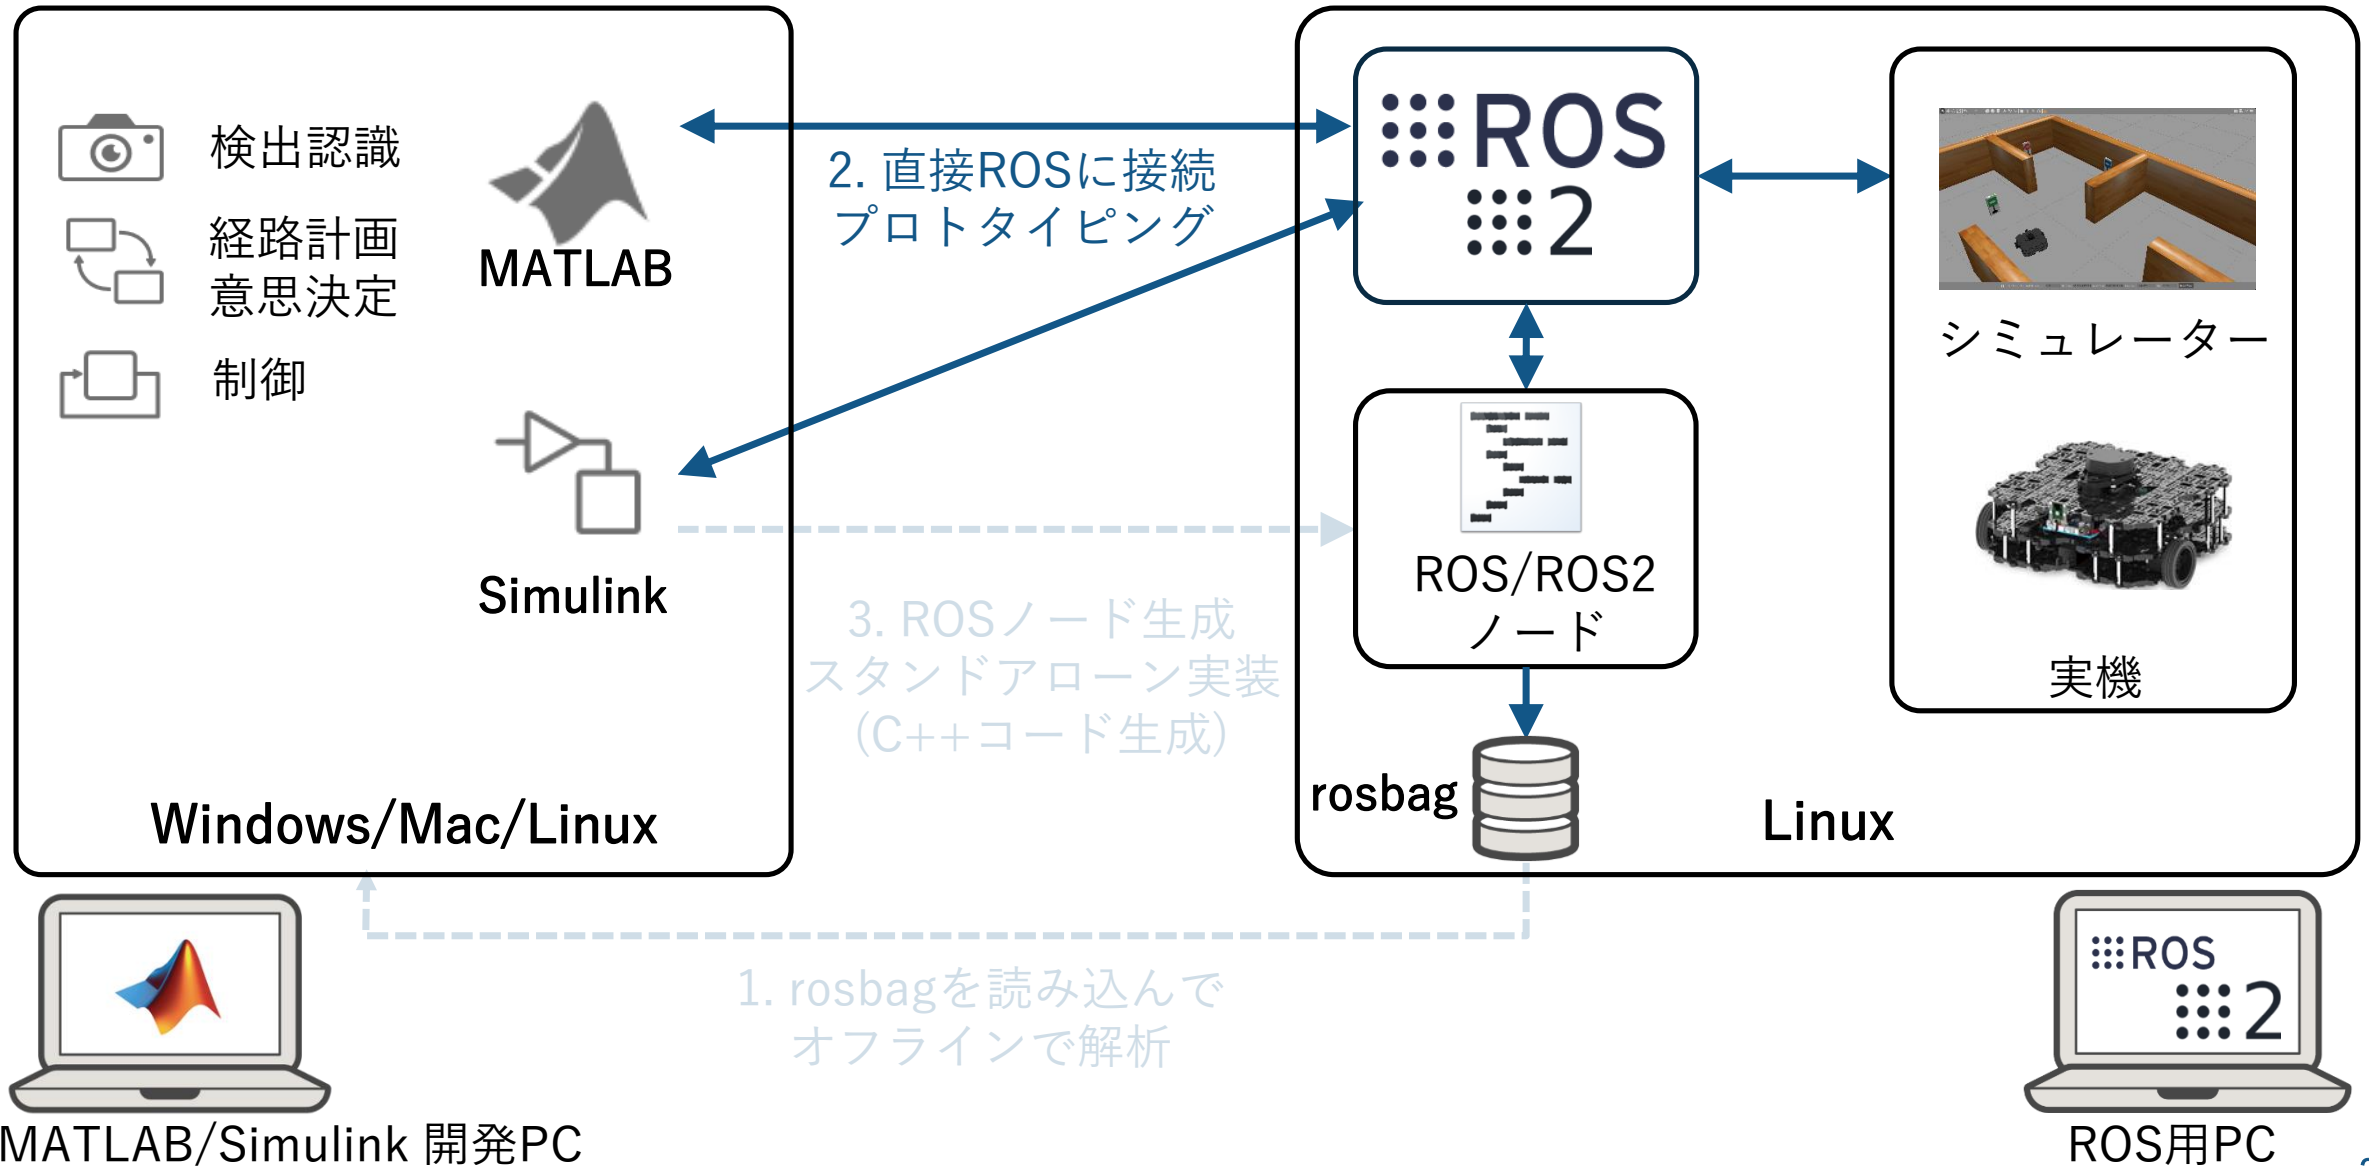 検出認識
経路計画
意思決定
制御
MATLAB
Simulink
Windows/Mac/Linux
2. 直接ROSに接続
プロトタイピング
3. ROSノード生成
スタンドアローン実装
(C++コード生成)
1. rosbagを読み込んで
オフラインで解析
ROS
2
ROS/ROS2
ノード
rosbag
シミュレーター
実機
Linux
MATLAB/Simulink 開発PC
ROS
2
ROS用PC